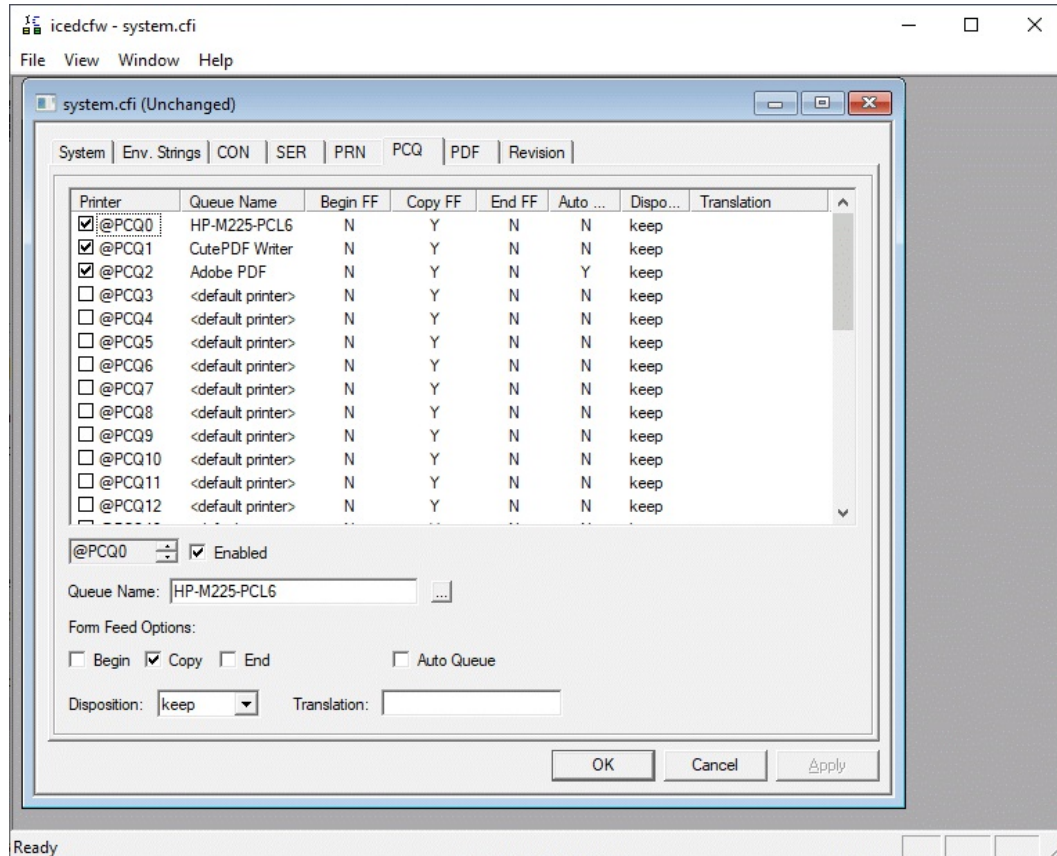 icedcfw - system.cfi
File View Window Help
system.cfi (Unchanged)
System Env. Strings CON SER PRN PCQ PDF Revision
Printer Queue Name Begin FF Copy FF End FF Auto ... Dispo... Translation
@PCQ0 HP-M225-PCL6 N Y N N keep
@PCQ1 CutePDF Writer N Y N N keep
@PCQ2 Adobe PDF N Y N Y keep
@PCQ3 <default printer> N Y N N keep
@PCQ4 <default printer> N Y N N keep
@PCQ5 <default printer> N Y N N keep
@PCQ6 <default printer> N Y N N keep
@PCQ7 <default printer> N Y N N keep
@PCQ8 <default printer> N Y N N keep
@PCQ9 <default printer> N Y N N keep
@PCQ10 <default printer> N Y N N keep
@PCQ11 <default printer> N Y N N keep
@PCQ12 <default printer> N Y N N keep
@PCQ0 Enabled
Queue Name: HP-M225-PCL6 ...
Form Feed Options:
Begin Copy End Auto Queue
Disposition: keep Translation:
OK Cancel Apply
Ready